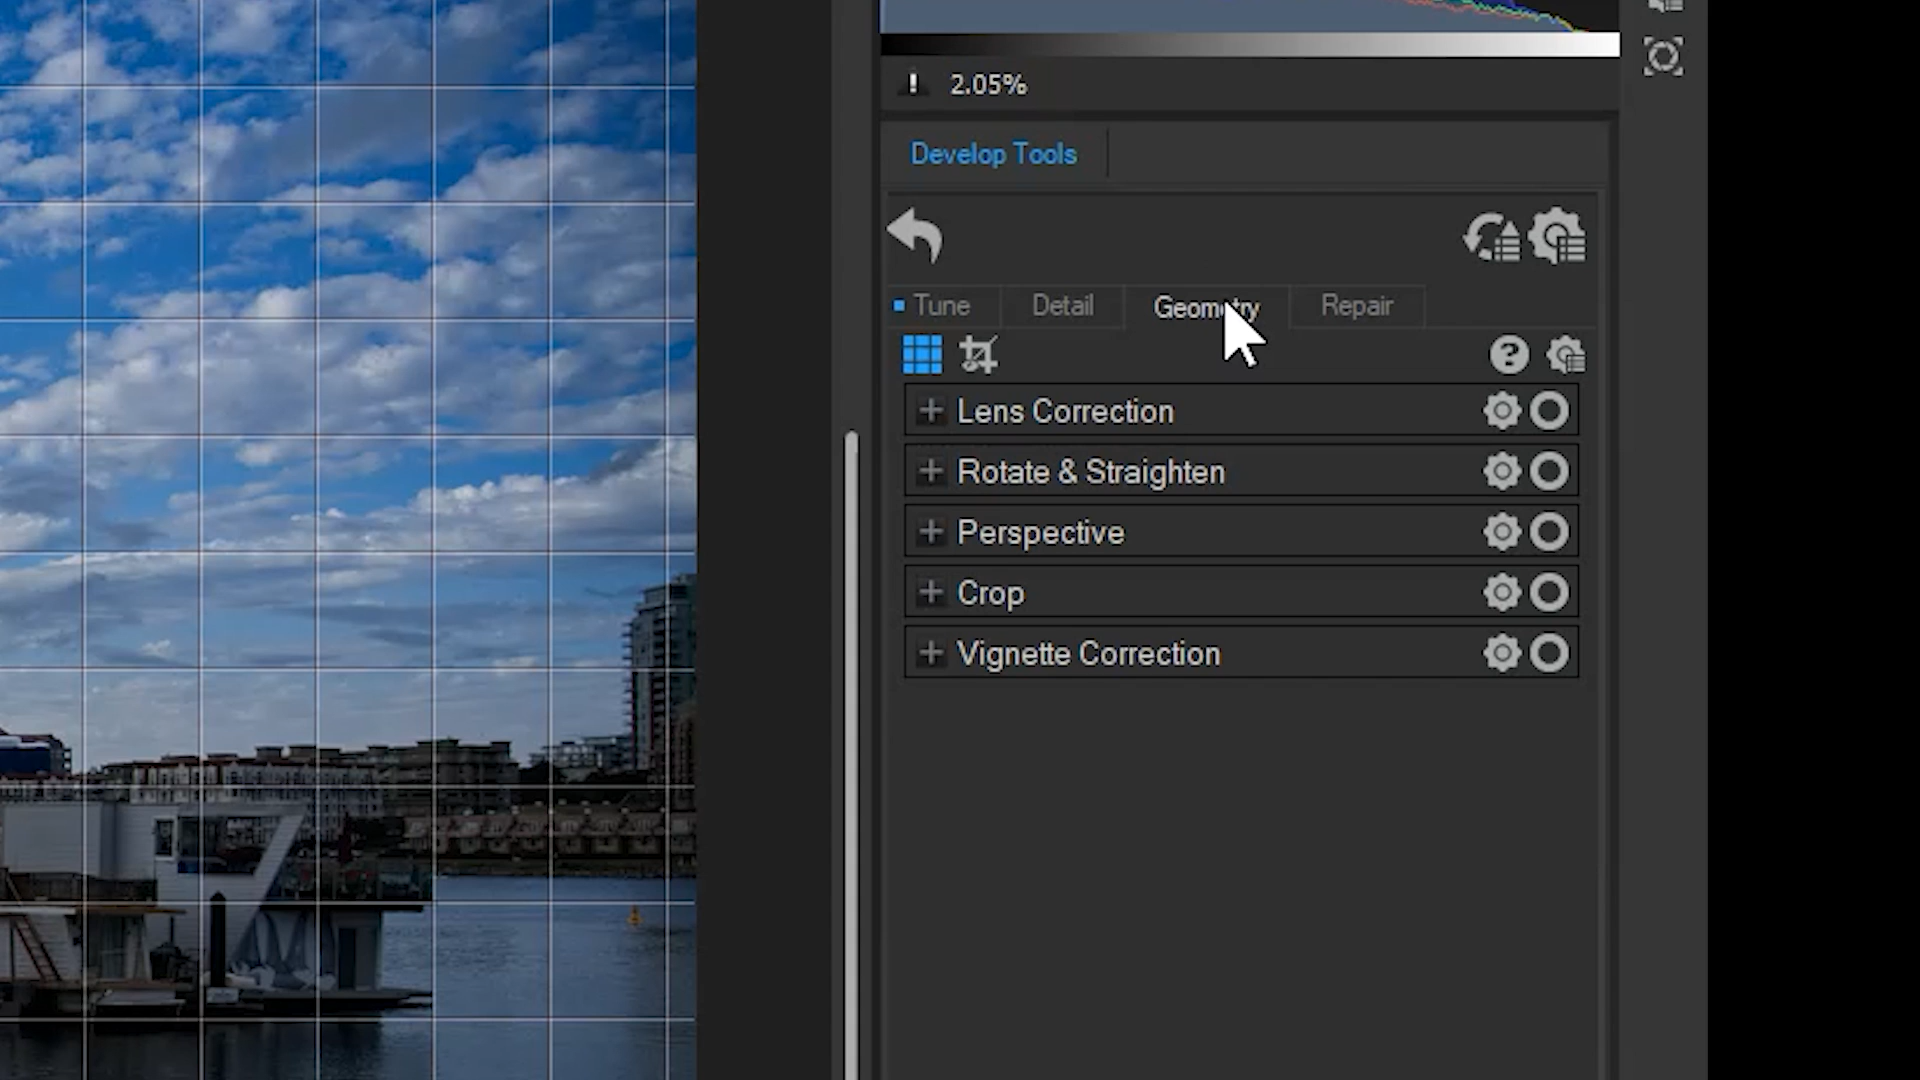 2.05%
Develop Tools
Tune Detail Geometry Repair
Lens Correction
Rotate & Straighten
Perspective
Crop
Vignette Correction